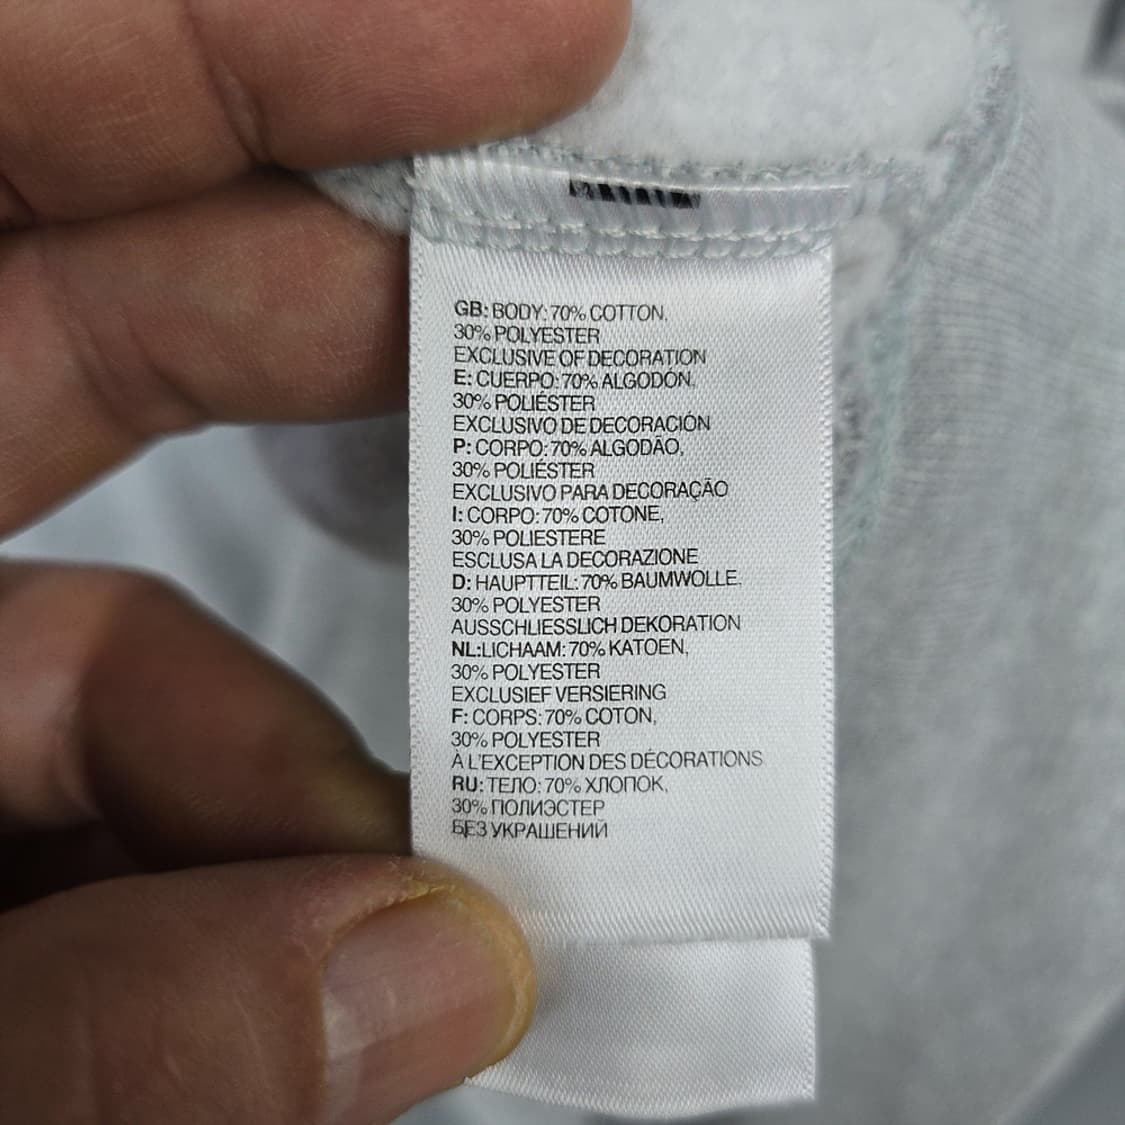 GB: BODY: 70% COTTON,
30% POLYESTER
EXCLUSIVE OF DECORATION
E: CUERPO: 70% ALGODÓN,
30% POLIÉSTER
EXCLUSIVO DE DECORACIÓN
P: CORPO: 70% ALGODÃO,
30% POLIÉSTER
EXCLUSIVO PARA DECORAÇÃO
I: CORPO: 70% COTONE,
30% POLIESTERE
ESCLUSA LA DECORAZIONE
D: HAUPTTEIL: 70% BAUMWOLLE.
30% POLYESTER
AUSSCHLIESSLICH DEKORATION
NL:LICHAAM: 70% KATOEN,
30% POLYESTER
EXCLUSIEF VERSIERING
F: CORPS: 70% COTON,
30% POLYESTER
À L'EXCEPTION DES DÉCORATIONS
RU: ТЕЛО: 70% ХЛОПОК,
30% ПОЛИЭСТЕР
БЕЗ УКРАШЕНИЙ